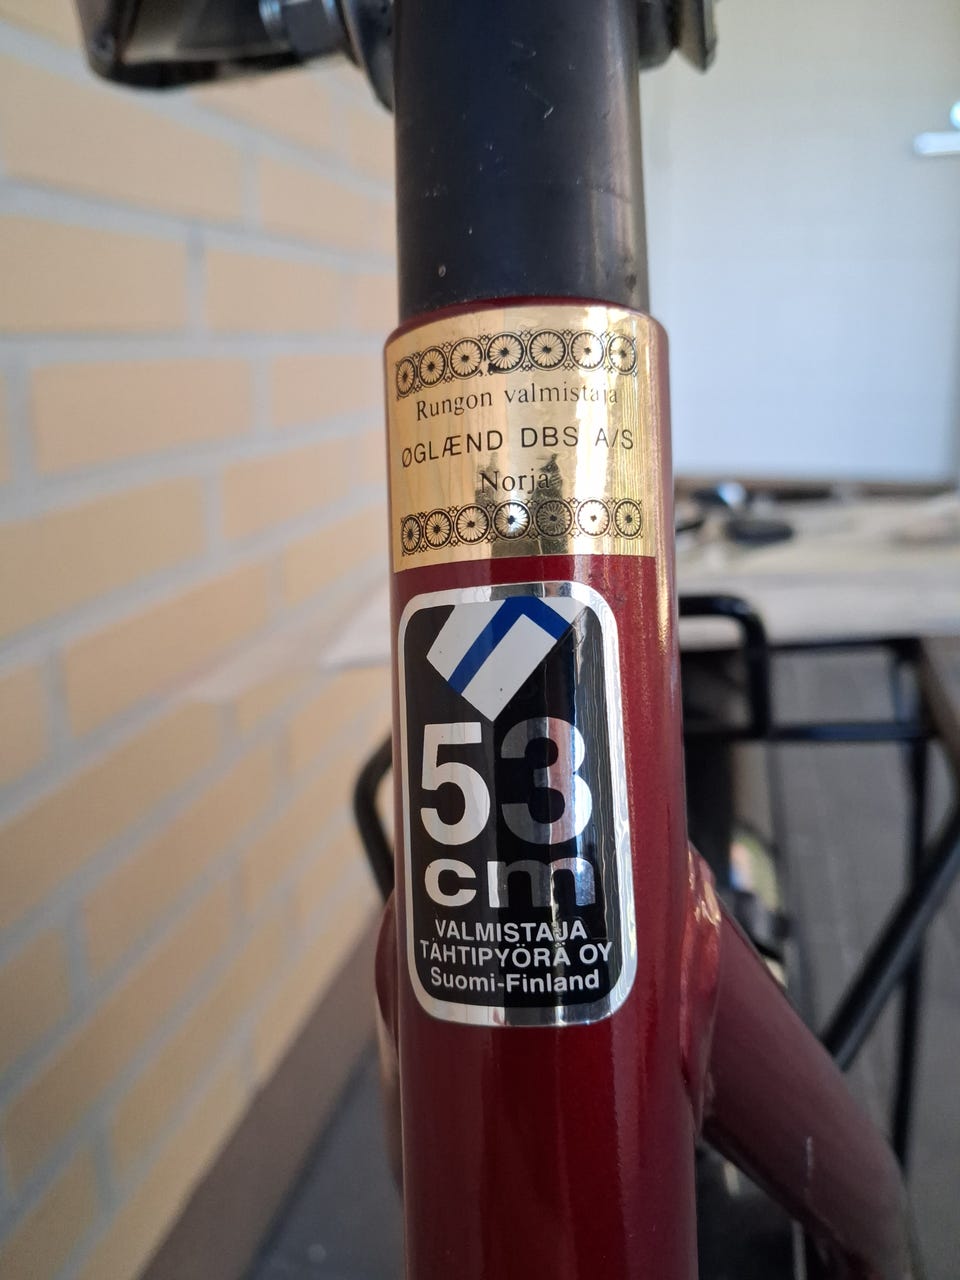 Rungon valmistaja
ØGLÆND DBS A/S
Norja
53
cm
VALMISTAJA
TÄHTIPYÖRÄ OY
Suomi-Finland